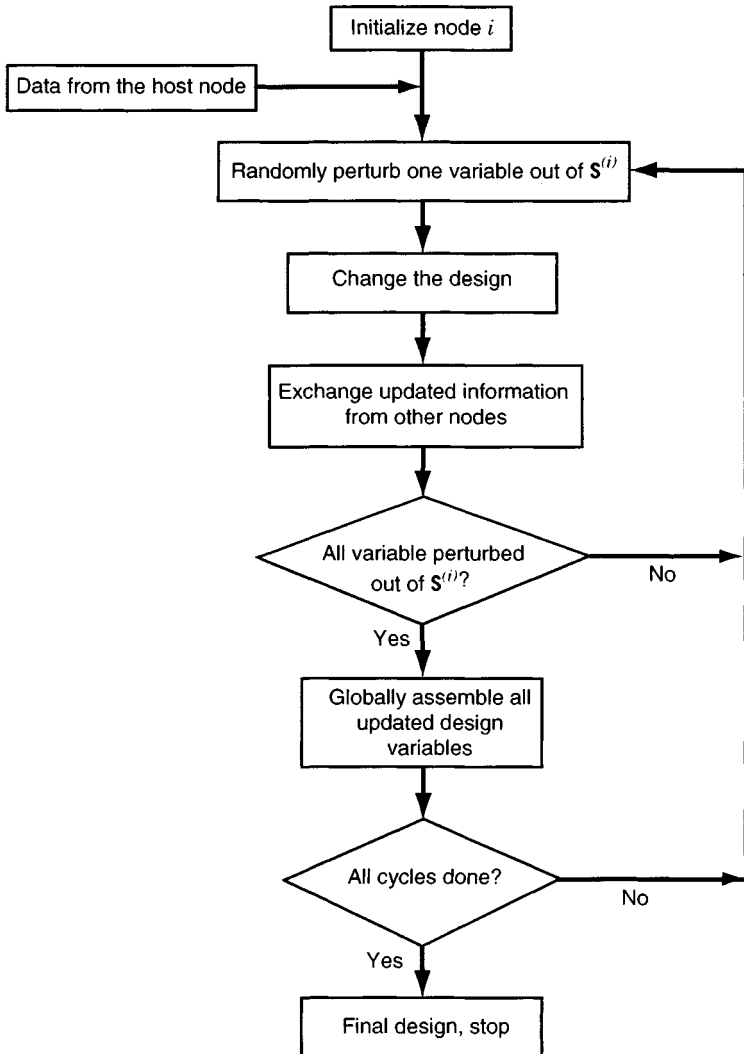 Initialize node i
Data from the host node
Randomly perturb one variable out of S^(i)
Change the design
Exchange updated information
from other nodes
All variable perturbed
out of S^(i)?
No
Yes
Globally assemble all
updated design
variables
All cycles done?
No
Yes
Final design, stop